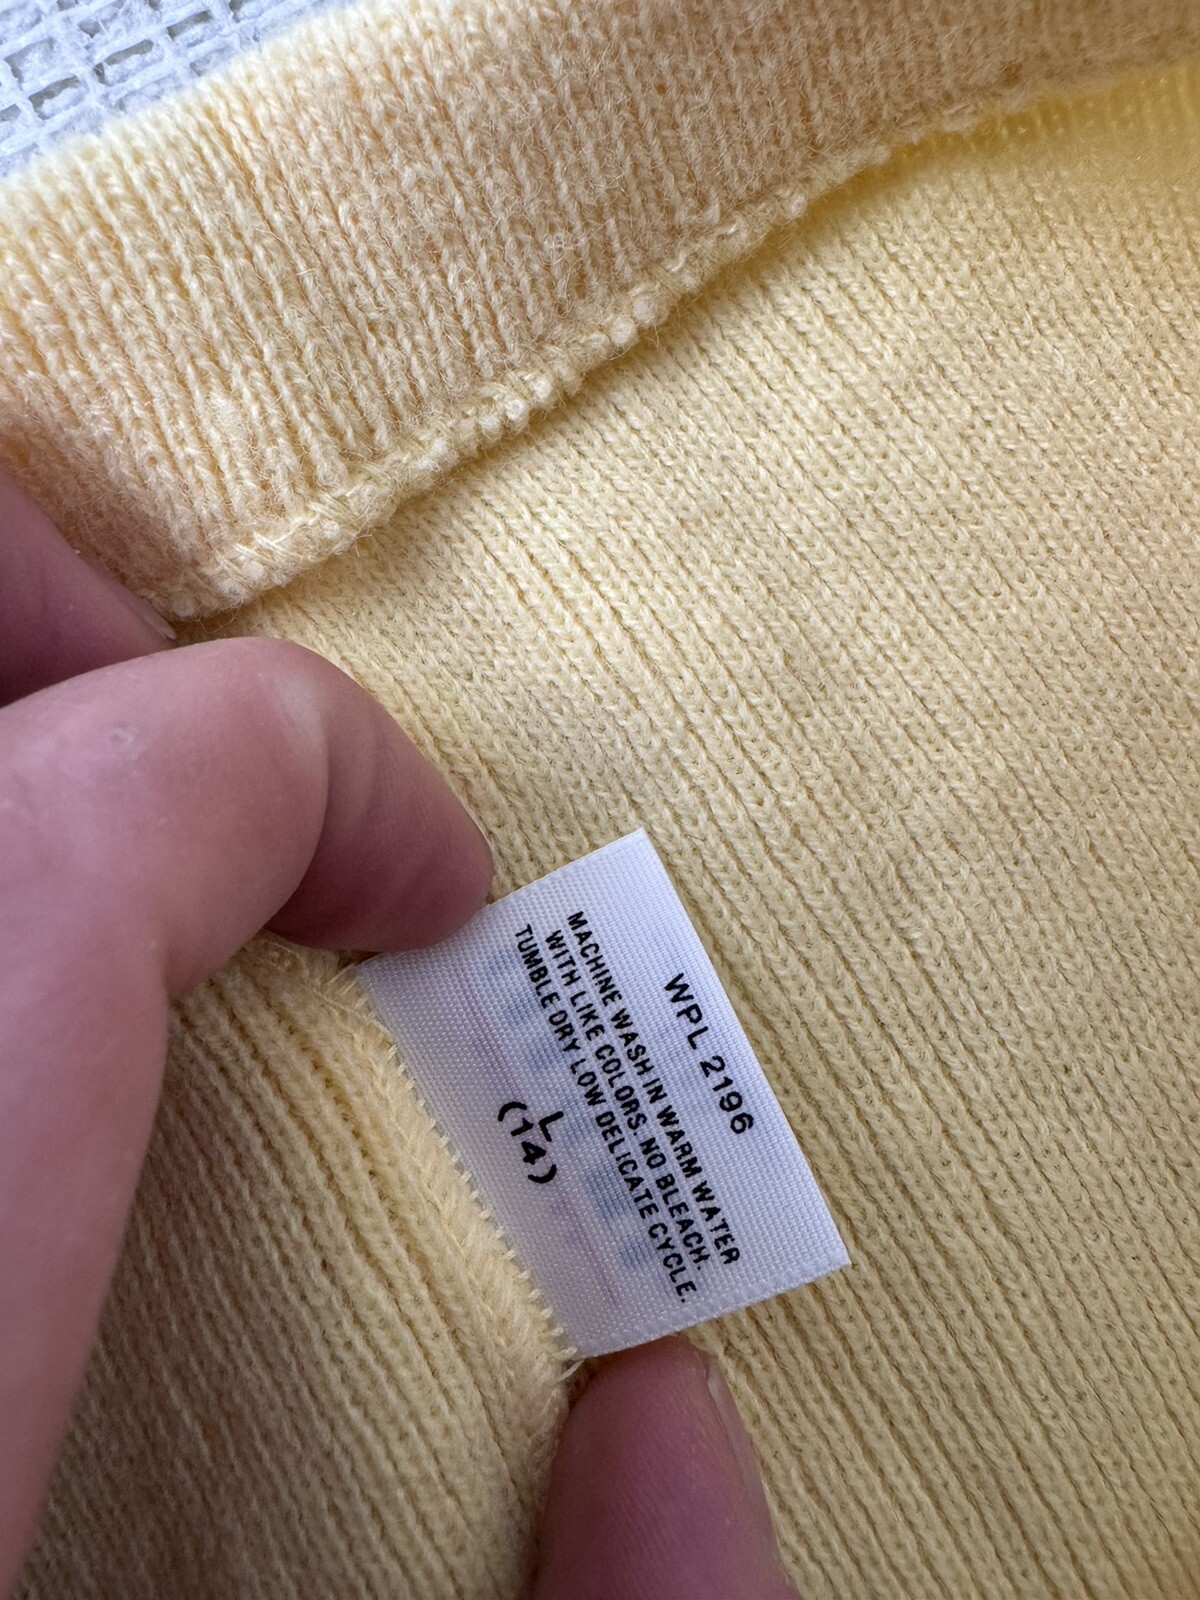 WPL 2196
MACHINE WASH IN WARM WATER
WITH LIKE COLORS. NO BLEACH.
TUMBLE DRY LOW DELICATE CYCLE.
L
(14)